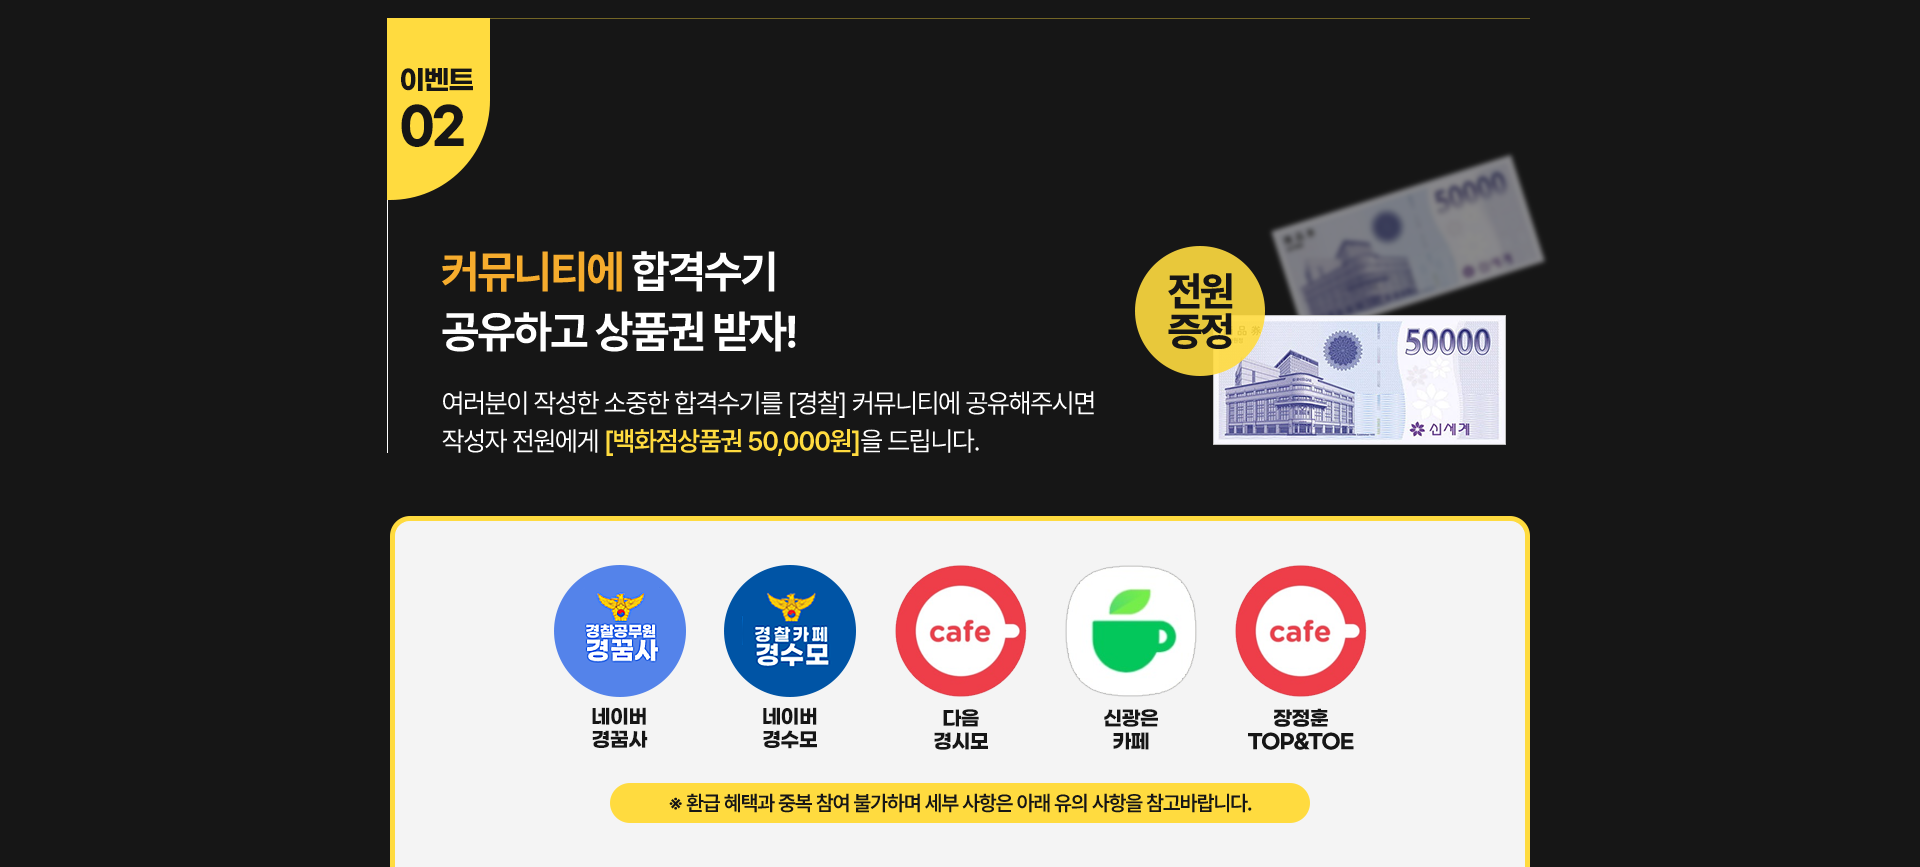 이벤트
02
커뮤니티에 합격수기
공유하고 상품권 받자!
여러분이 작성한 소중한 합격수기를 [경찰] 커뮤니티에 공유해주시면
작성자 전원에게 [백화점상품권 50,000원]을 드립니다.
전원
증정
50000
50000
신세계
경찰공무원
경꿈사
네이버
경꿈사
경찰카페
경수모
네이버
경수모
cafe
다음
경시모
신광은
카페
cafe
장정훈
TOP&TOE
※ 환급 혜택과 중복 참여 불가하며 세부 사항은 아래 유의 사항을 참고바랍니다.